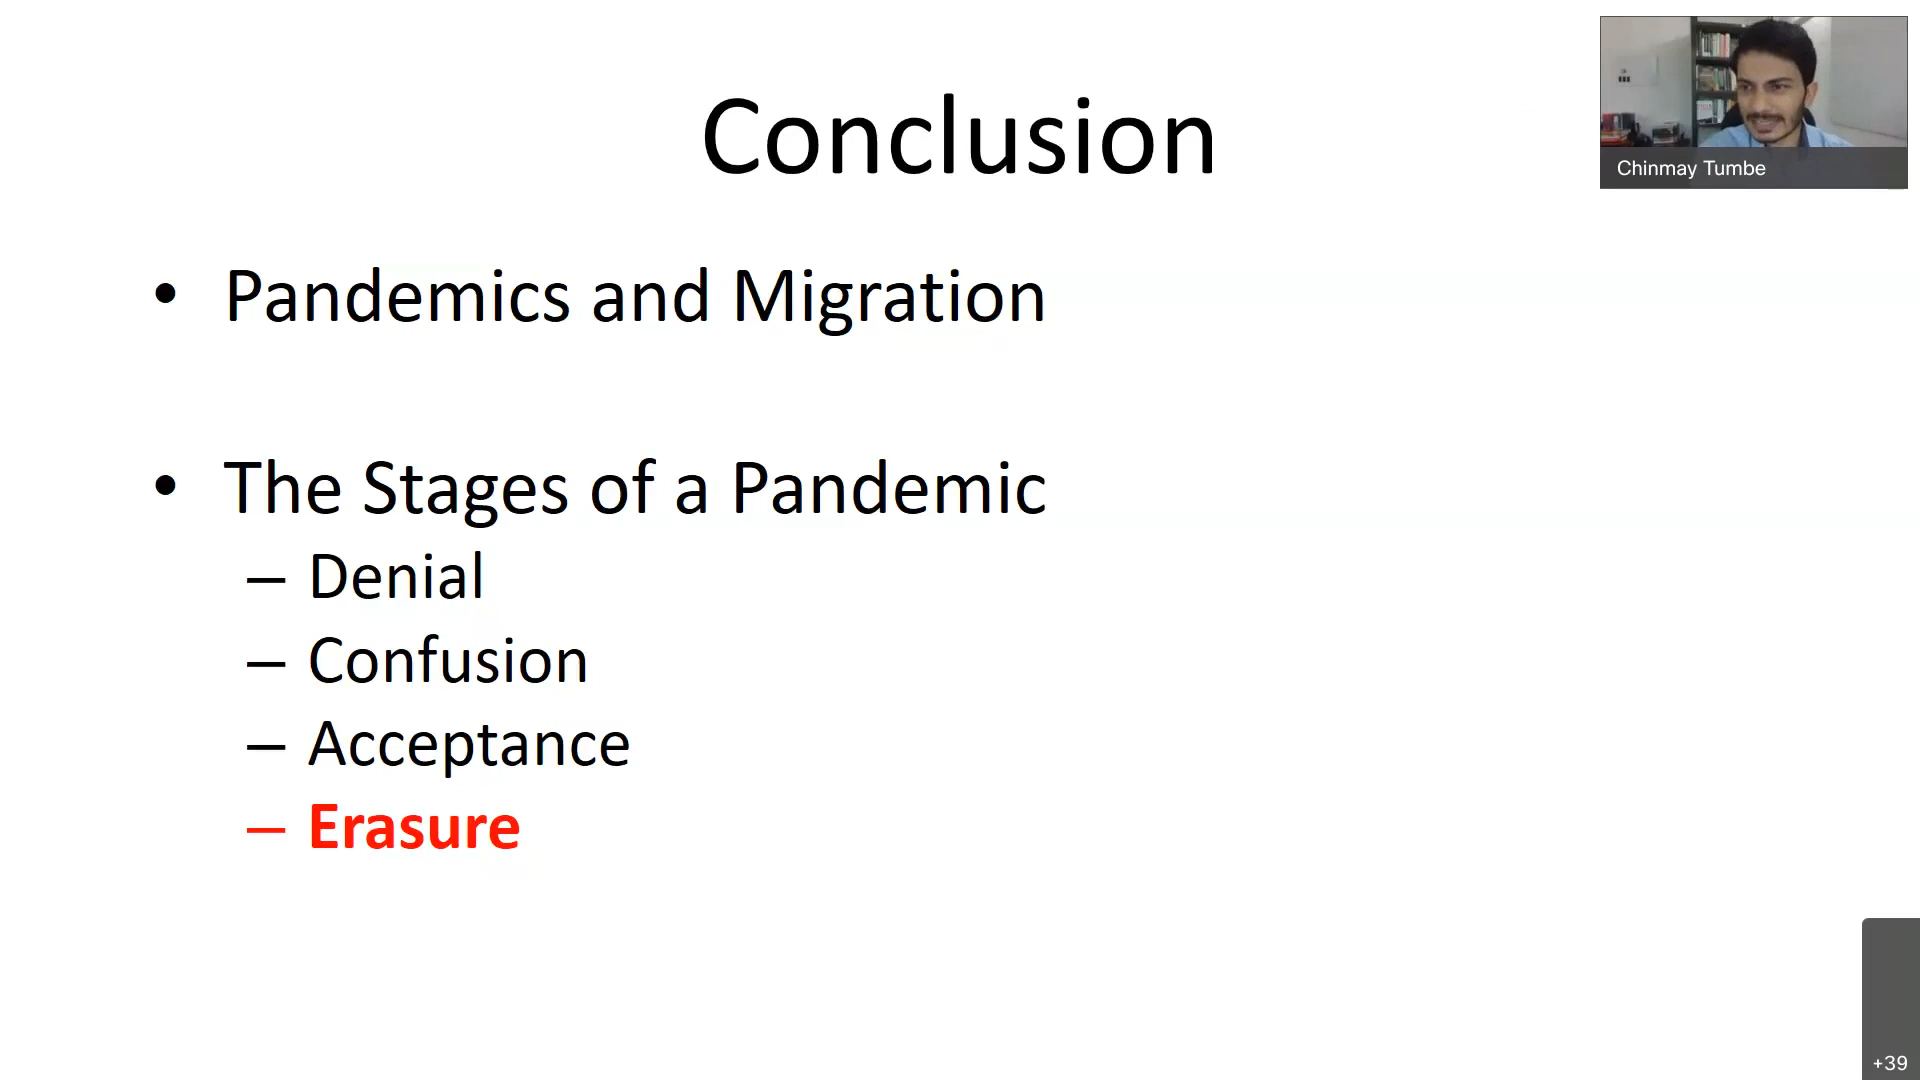 Conclusion
Chinmay Tumbe
• Pandemics and Migration
• The Stages of a Pandemic
– Denial
– Confusion
– Acceptance
– Erasure
+39